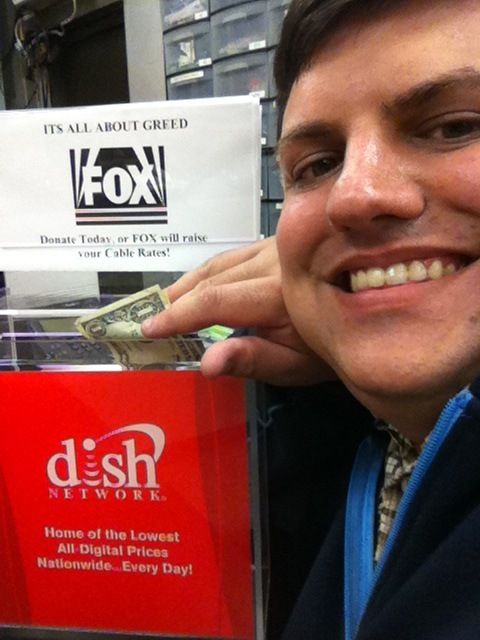 ITS ALL ABOUT GREED
FOX
Donate Today, or FOX will raise
your Cable Rates!
dish
NETWORK
Home of the Lowest
All-Digital Prices
Nationwide...Every Day!